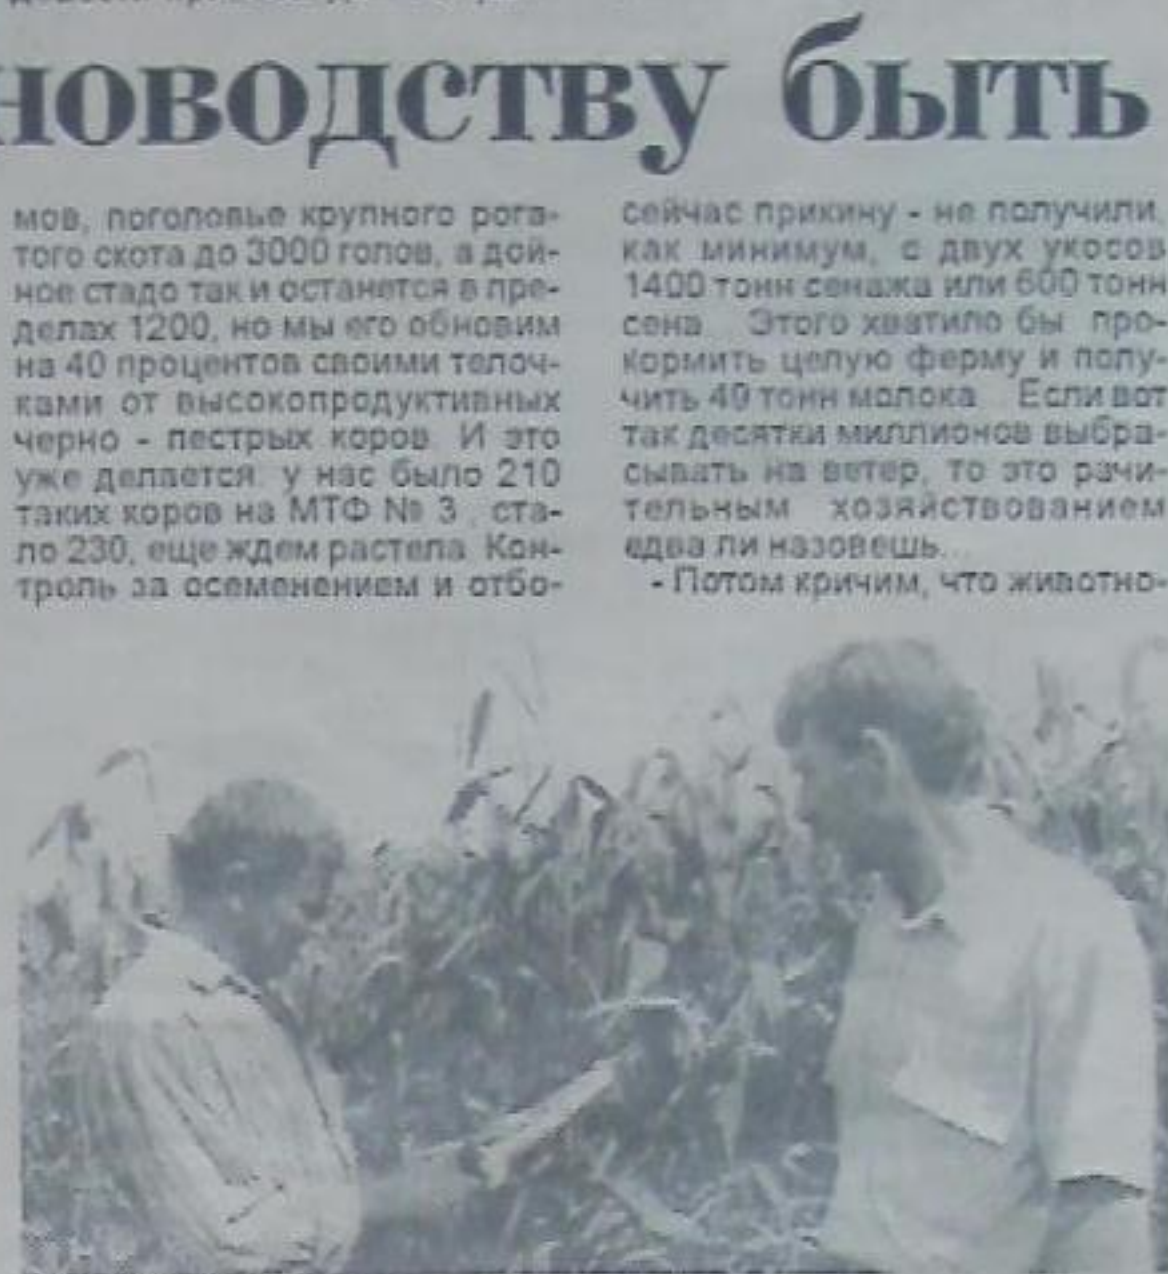 новодству быть
мов, поголовье крупного рога-
того скота до 3000 голов, а дой-
ное стадо так и останется в пре-
делах 1200, но мы его обновим
на 40 процентов своими телоч-
ками от высокопродуктивных
черно - пестрых коров. И это
уже делается: у нас было 210
таких коров на МТФ № 3, ста-
ло 230, еще ждем растела. Кон-
троль за осеменением и отбо-
сейчас прикину - не получили,
как минимум, с двух укосов
1400 тонн сенажа или 600 тонн
сена. Этого хватило бы про-
кормить целую ферму и полу-
чить 49 тонн молока. Если вот
так десятки миллионов выбра-
сывать на ветер, то это рачи-
тельным хозяйствованием
едва ли назовешь...
- Потом кричим, что животно-